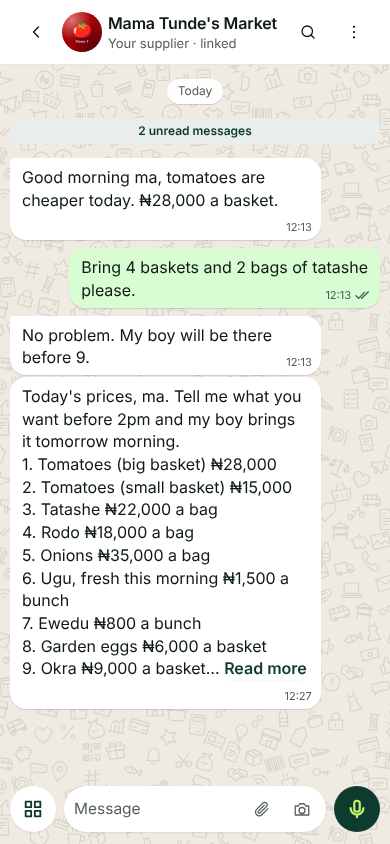 Mama Tunde's Market
Your supplier · linked
Today
2 unread messages
Good morning ma, tomatoes are
cheaper today. ₦28,000 a basket.
12:13
Bring 4 baskets and 2 bags of tatashe
please.
12:13
No problem. My boy will be there
before 9.
12:13
Today's prices, ma. Tell me what you
want before 2pm and my boy brings
it tomorrow morning.
1. Tomatoes (big basket) ₦28,000
2. Tomatoes (small basket) ₦15,000
3. Tatashe ₦22,000 a bag
4. Rodo ₦18,000 a bag
5. Onions ₦35,000 a bag
6. Ugu, fresh this morning ₦1,500 a
bunch
7. Ewedu ₦800 a bunch
8. Garden eggs ₦6,000 a basket
9. Okra ₦9,000 a basket... Read more
12:27
Message